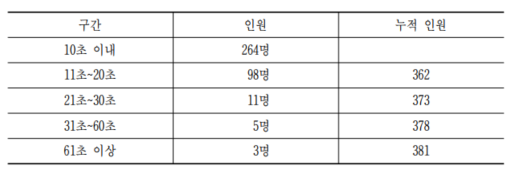 구간 인원 누적 인원
10초 이내 264명
11초~20초 98명 362
21초~30초 11명 373
31초~60초 5명 378
61초 이상 3명 381